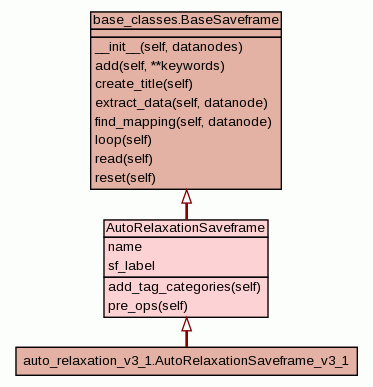 base_classes.BaseSaveframe
__init__(self, datanodes)
add(self, **keywords)
create_title(self)
extract_data(self, datanode)
find_mapping(self, datanode)
loop(self)
read(self)
reset(self)
AutoRelaxationSaveframe
name
sf_label
add_tag_categories(self)
pre_ops(self)
auto_relaxation_v3_1.AutoRelaxationSaveframe_v3_1